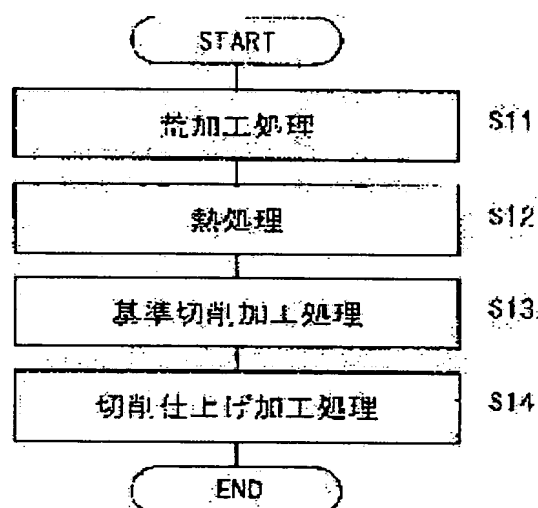 START
荒加工処理 S11
熱処理 S12
基準切削加工処理 S13
切削仕上げ加工処理 S14
END